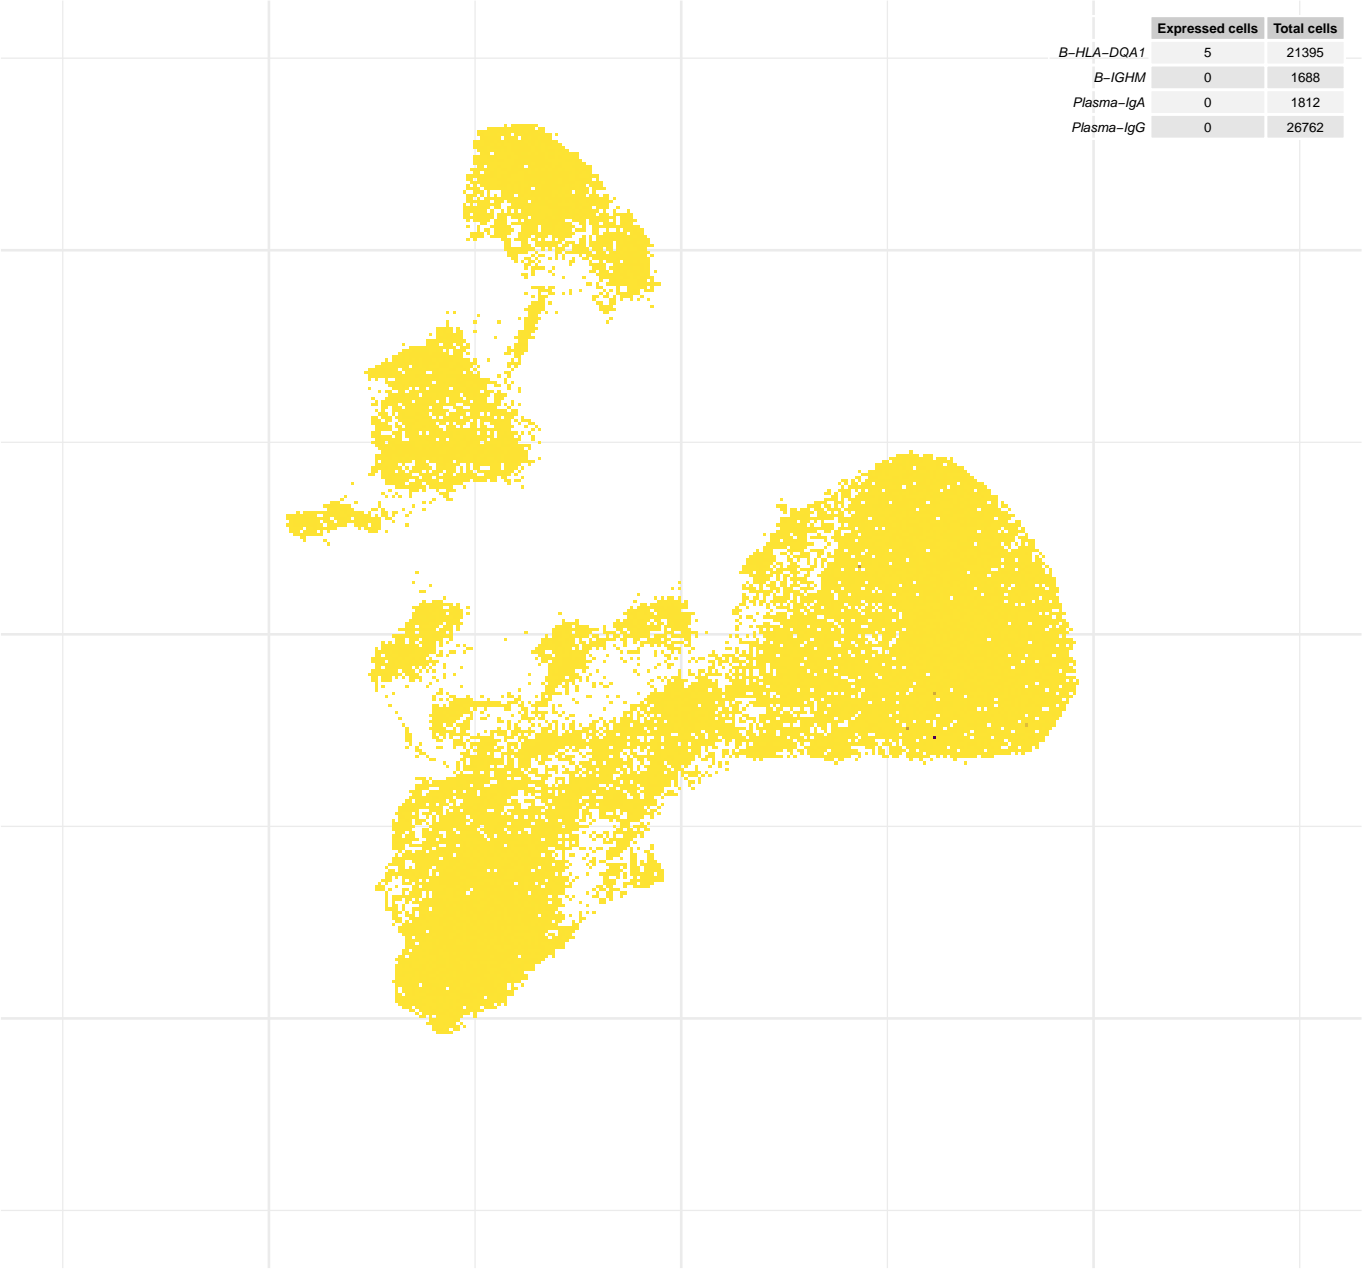 Expressed cells Total cells
B−HLA−DQA1 5 21395
B−IGHM 0 1688
Plasma−IgA 0 1812
Plasma−IgG 0 26762